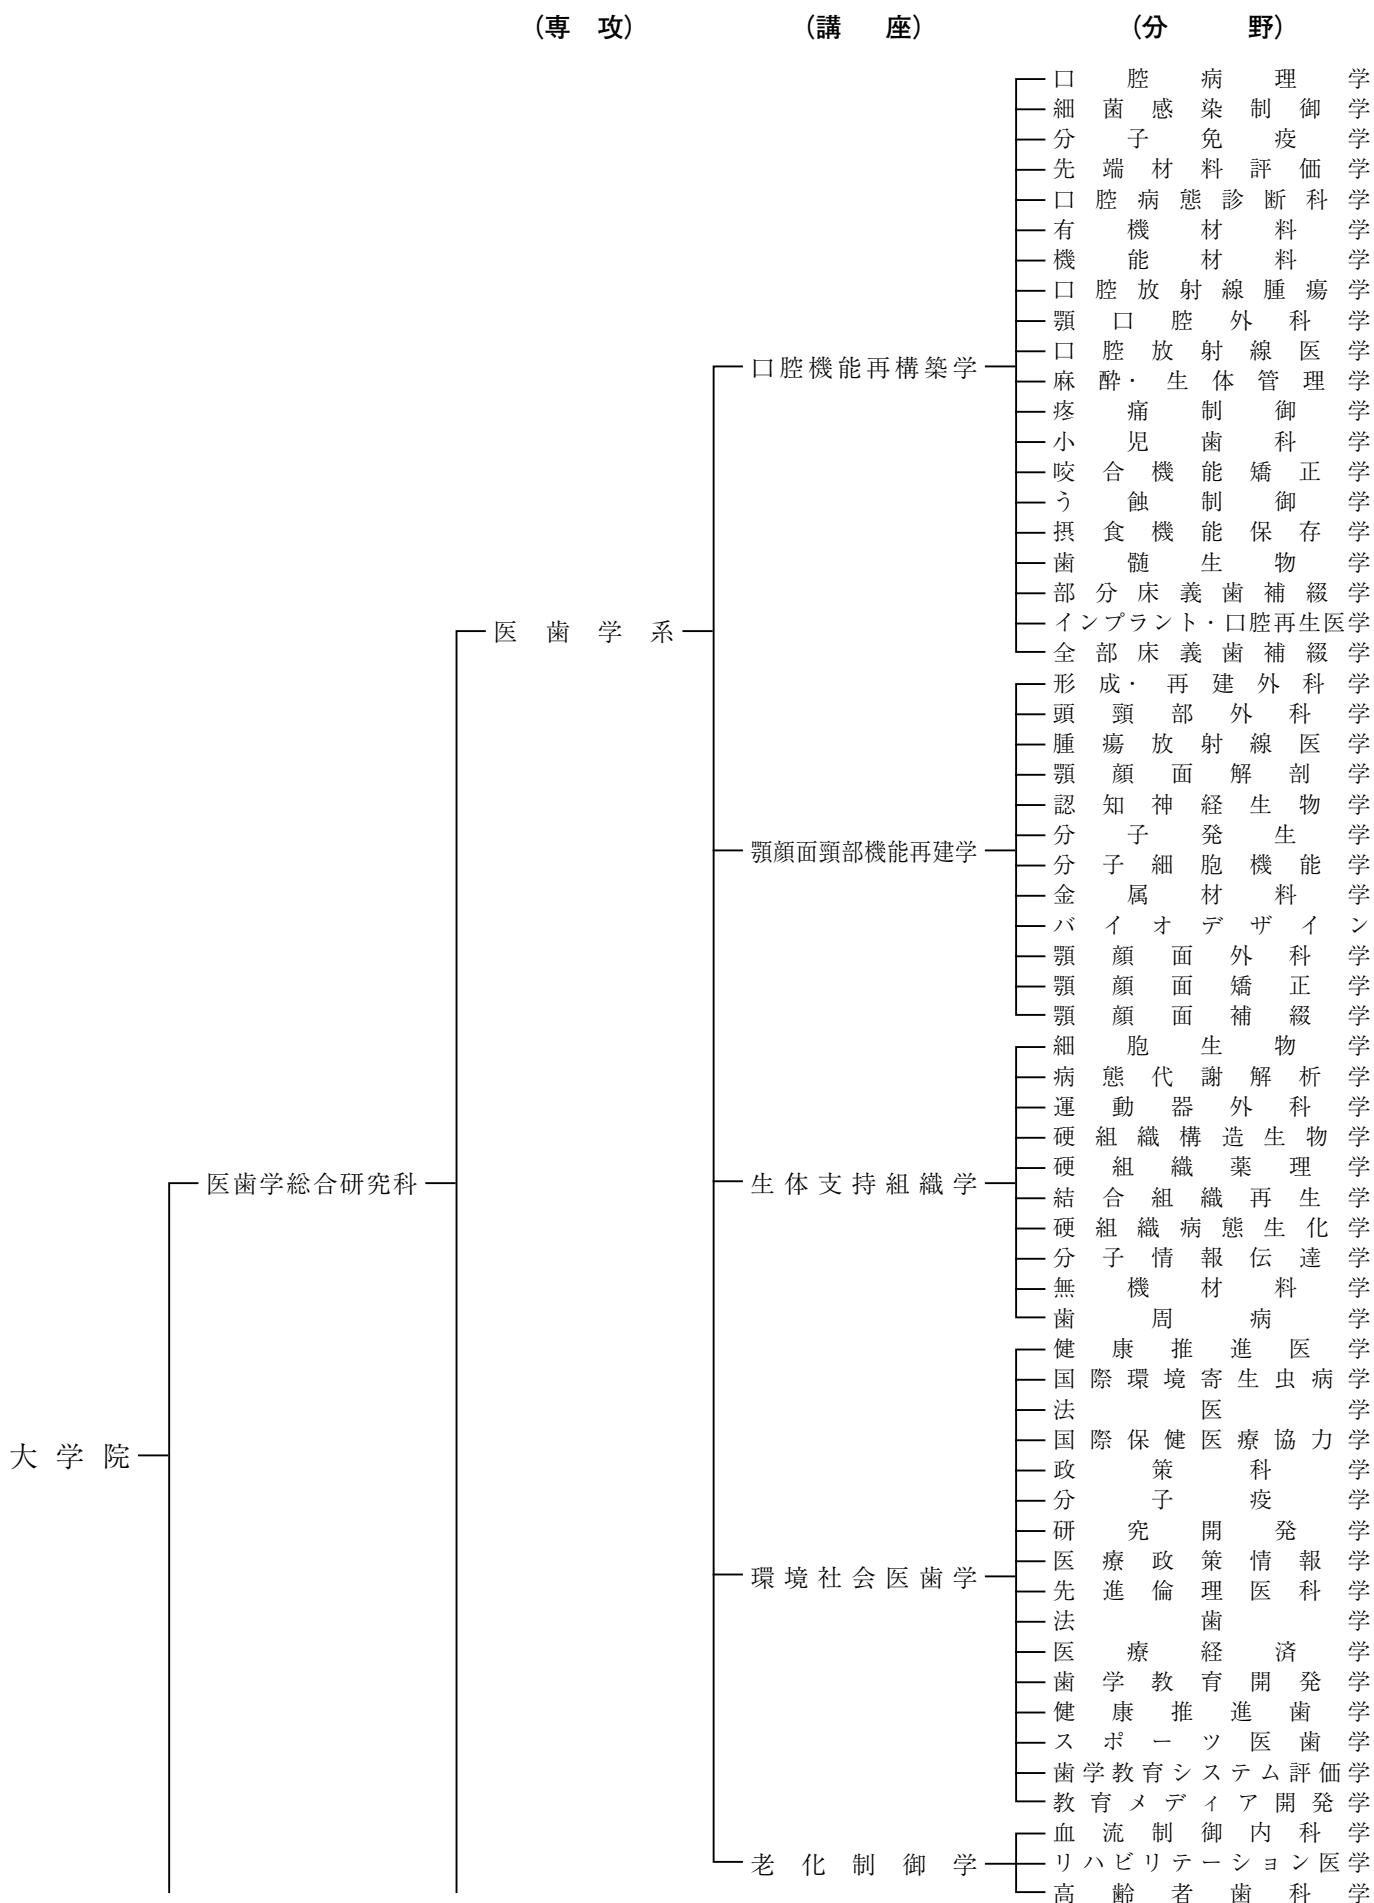 （専　攻）　（講　座）　（分　野）
口腔病理学
細菌感染制御学
分子免疫学
先端材料評価学
口腔病態診断科学
有機材料学
機能材料学
口腔放射線腫瘍学
顎口腔外科学
口腔放射線医学
口腔機能再構築学
麻酔・生体管理学
疼痛制御学
小児歯科学
咬合機能矯正学
う蝕制御学
摂食機能保存学
歯髄生物学
部分床義歯補綴学
インプラント・口腔再生医学
医歯学系
全部床義歯補綴学
形成・再建外科学
頭頸部外科学
腫瘍放射線医学
顎顔面解剖学
認知神経生物学
分子発生学
顎顔面頸部機能再建学
分子細胞機能学
金属材料学
バイオデザイン
顎顔面外科学
顎顔面矯正学
顎顔面補綴学
細胞生物学
病態代謝解析学
運動器外科学
硬組織構造生物学
硬組織薬理学
医歯学総合研究科
生体支持組織学
結合組織再生学
硬組織病態生化学
分子情報伝達学
無機材料学
歯周病学
健康推進医学
国際環境寄生虫病学
法医学
国際保健医療協力学
大学院
政策科学
分子疫学
研究開発学
医療政策情報学
環境社会医歯学
先進倫理医科学
法歯学
医療経済学
歯学教育開発学
健康推進歯学
スポーツ医歯学
歯学教育システム評価学
教育メディア開発学
血流制御内科学
老化制御学
リハビリテーション医学
高齢者歯科学